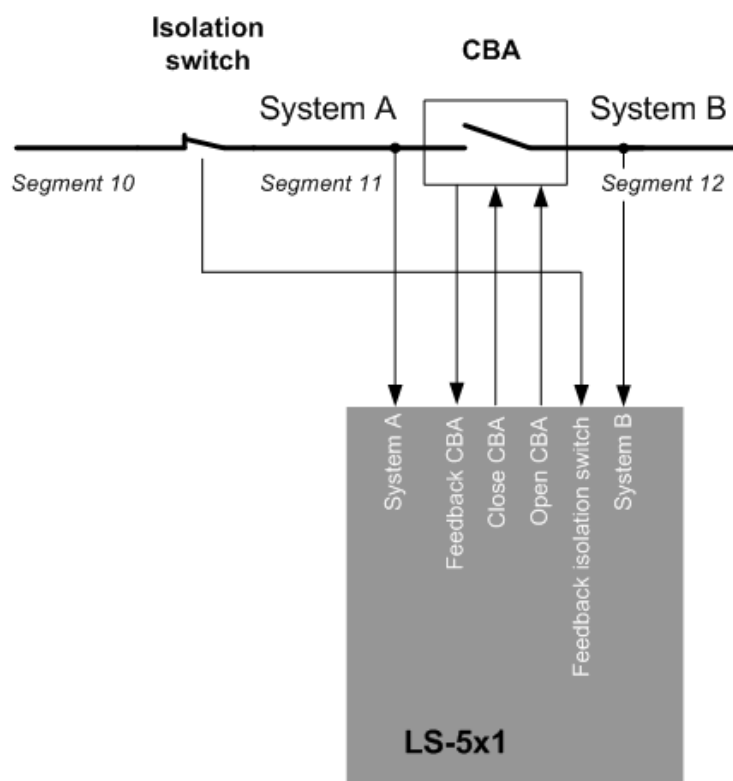 Isolation
switch
CBA
System A
System B
Segment 10
Segment 11
Segment 12
System A
Feedback CBA
Close CBA
Open CBA
Feedback isolation switch
System B
LS-5x1